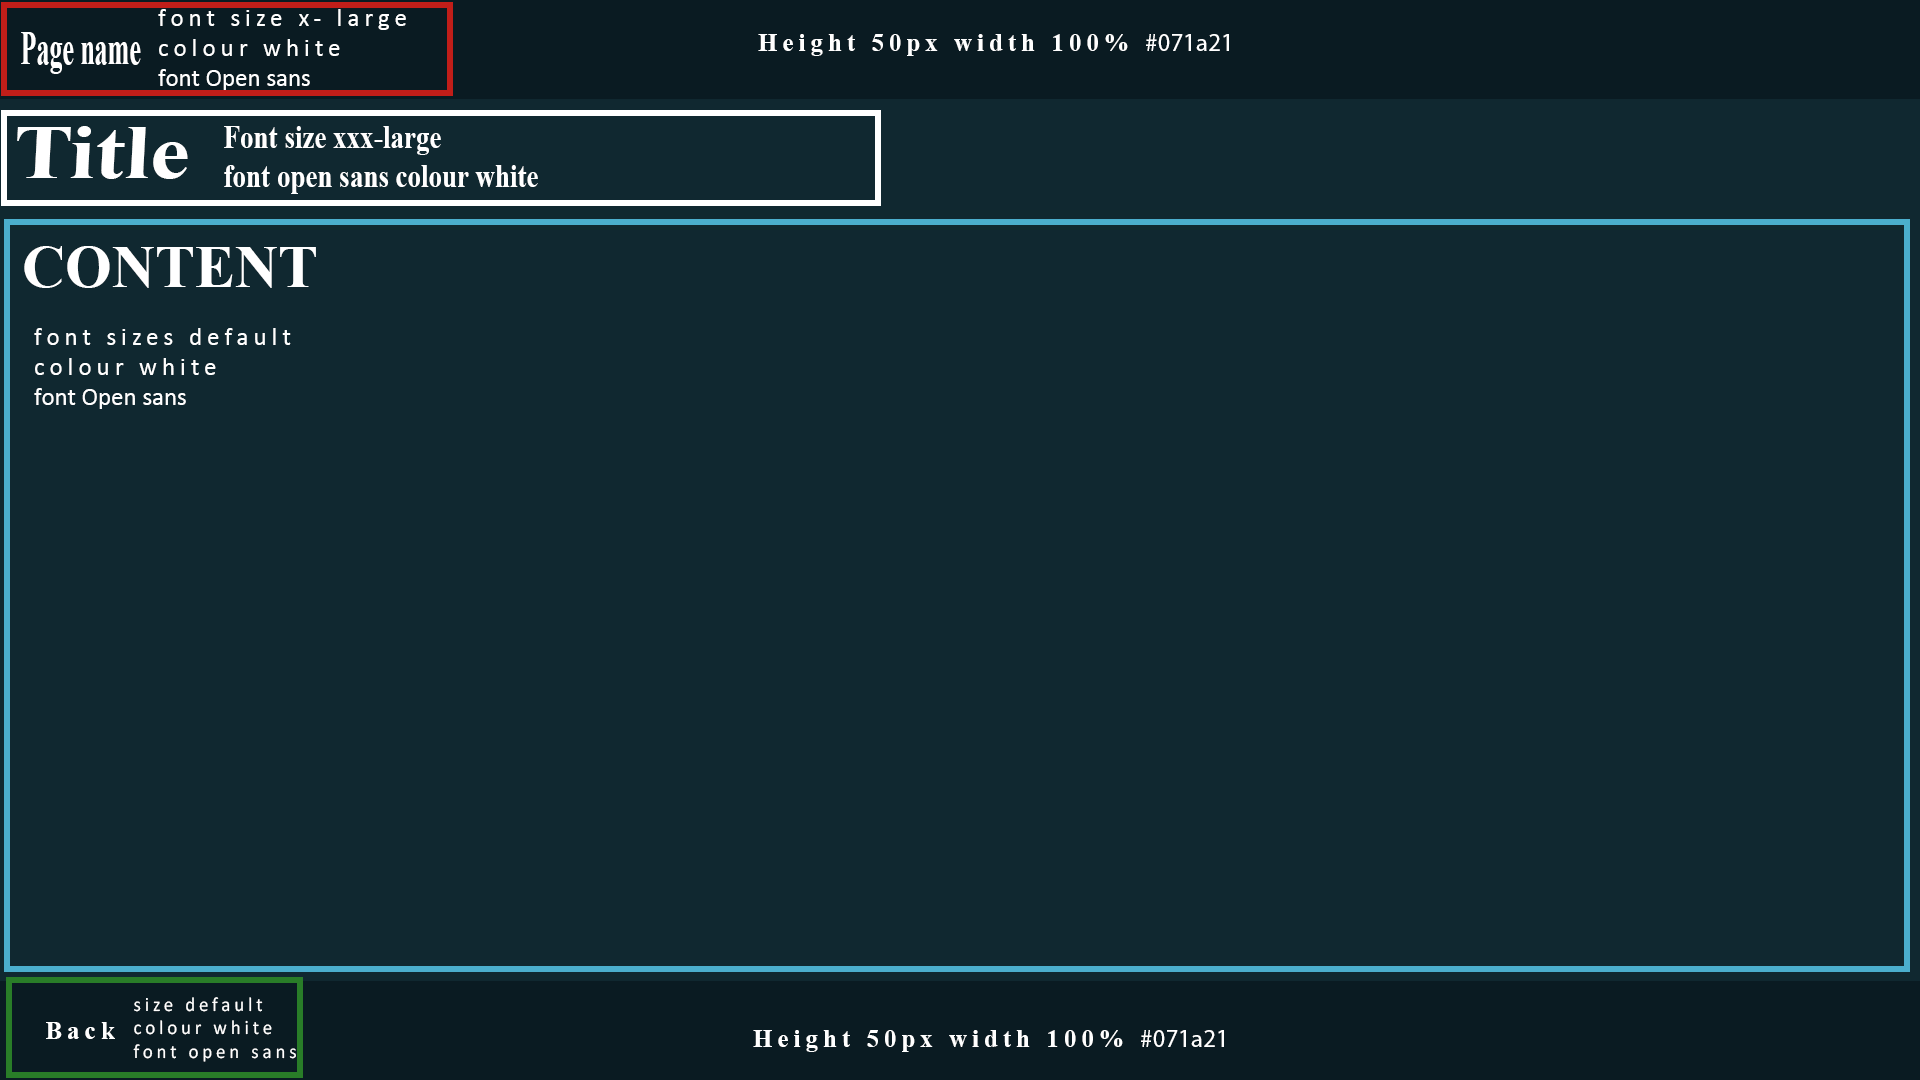 Page name
font size x- large
colour white
font Open sans
Height 50px width 100% #071a21
Title
Font size xxx-large
font open sans colour white
CONTENT
font sizes default
colour white
font Open sans
Back
size default
colour white
font open sans
Height 50px width 100% #071a21